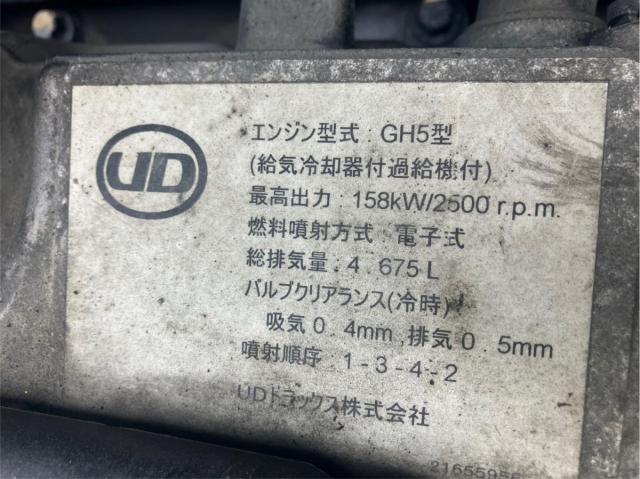 UD
エンジン型式 : GH5型
(給気冷却器付過給機付)
最高出力 : 158kW/2500 r.p.m.
燃料噴射方式 : 電子式
総排気量 . 4 . 675 L
バルブクリアランス(冷時) :
吸気0 . 4mm , 排気0 . 5mm
噴射順序 1 - 3 - 4 - 2
UDトラックス株式会社